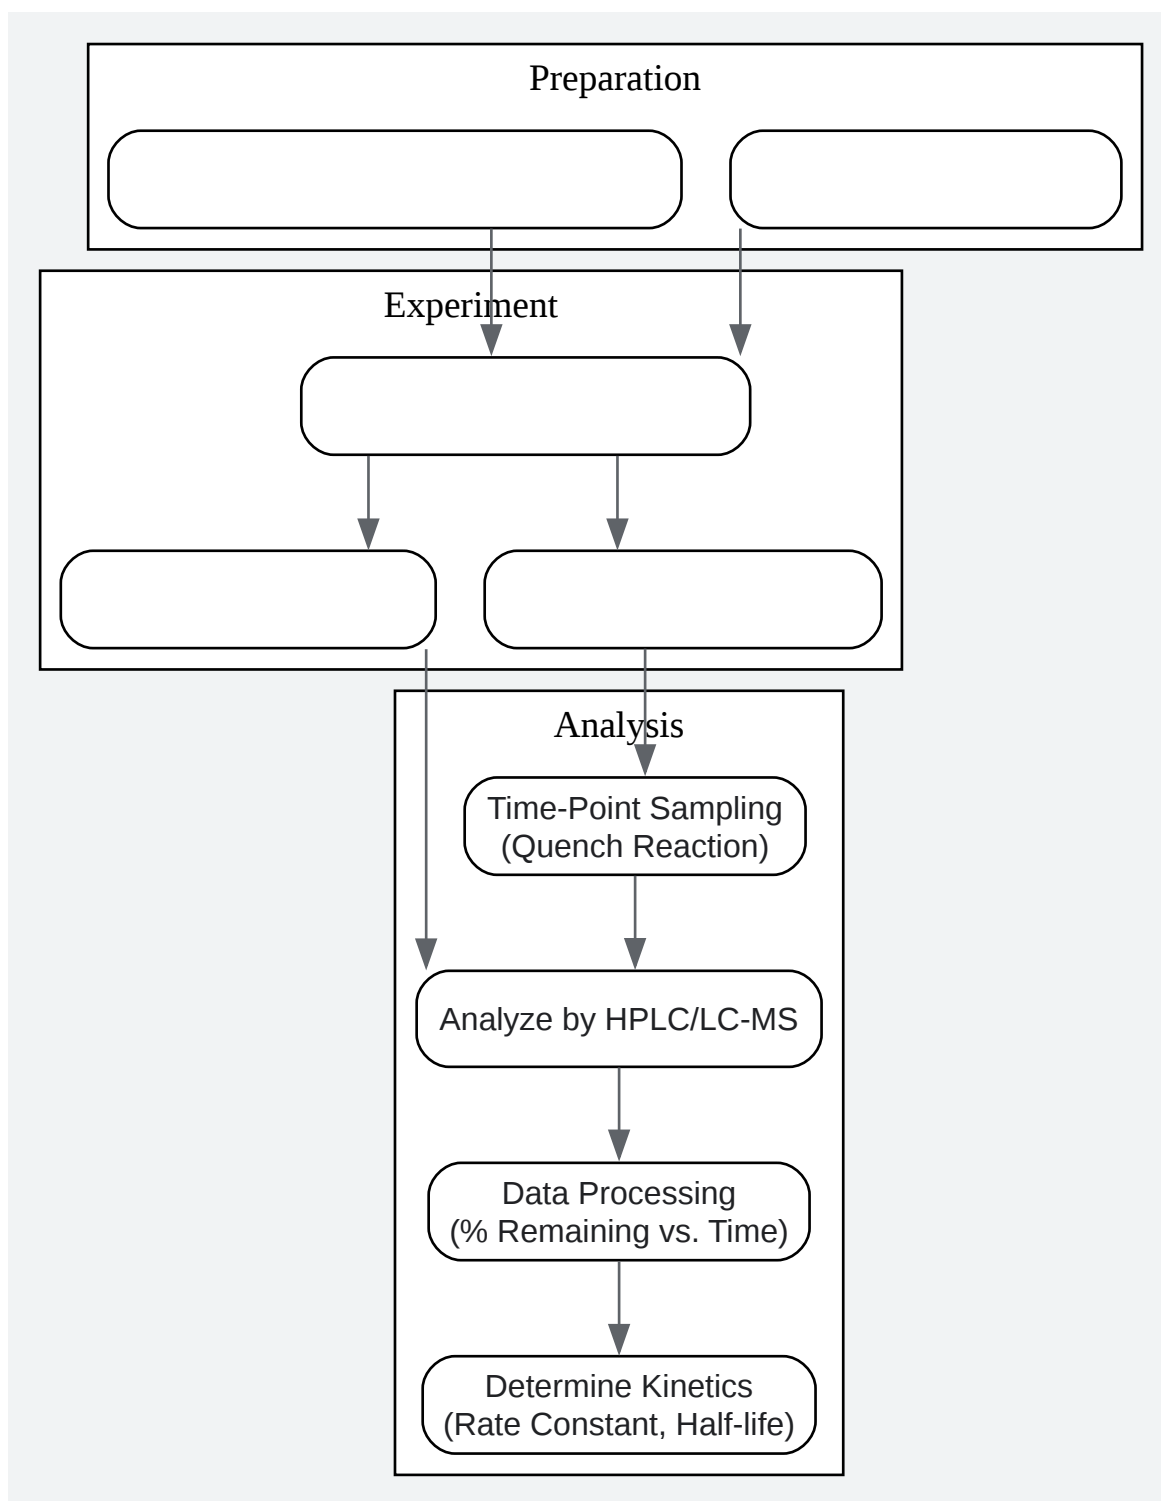 Preparation
Experiment
Analysis
Time-Point Sampling
(Quench Reaction)
Analyze by HPLC/LC-MS
Data Processing
(% Remaining vs. Time)
Determine Kinetics
(Rate Constant, Half-life)